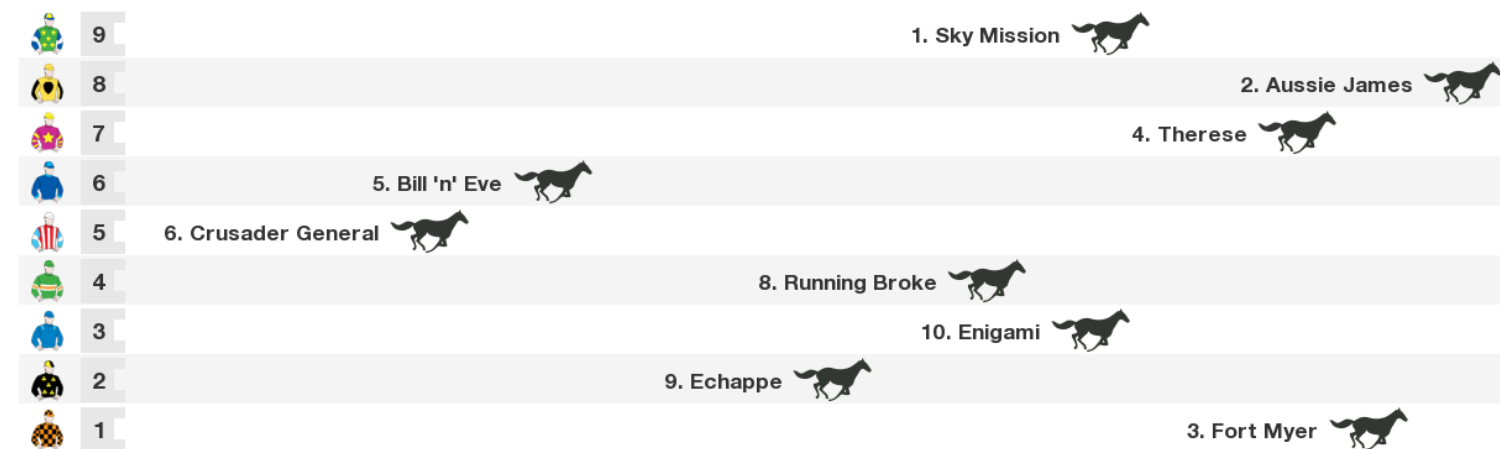 9 1. Sky Mission
8 2. Aussie James
7 4. Therese
6 5. Bill 'n' Eve
5 6. Crusader General
4 8. Running Broke
3 10. Enigami
2 9. Echappe
1 3. Fort Myer